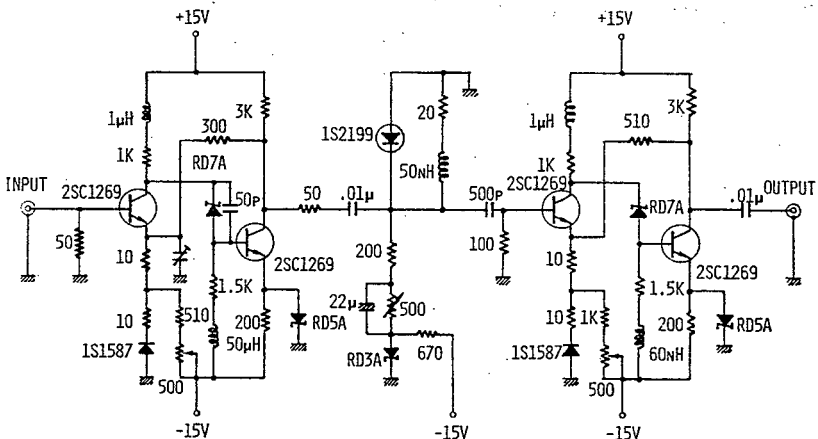 +15V
+15V
3K
3K
20
1μH
1μH
300
510
1S2199
1K
RD7A
1K
50P
50NH
500P
INPUT
2SC1269
50
.01μ
2SC1269
RD7A
.01μ
OUTPUT
50
100
2SC1269
200
2SC1269
10
10
1.5K
1.5K
22μ
500
10
510
200
RD5A
10
1K
200
RD5A
1S1587
50μH
RD3A
670
1S1587
60NH
500
500
-15V
-15V
-15V